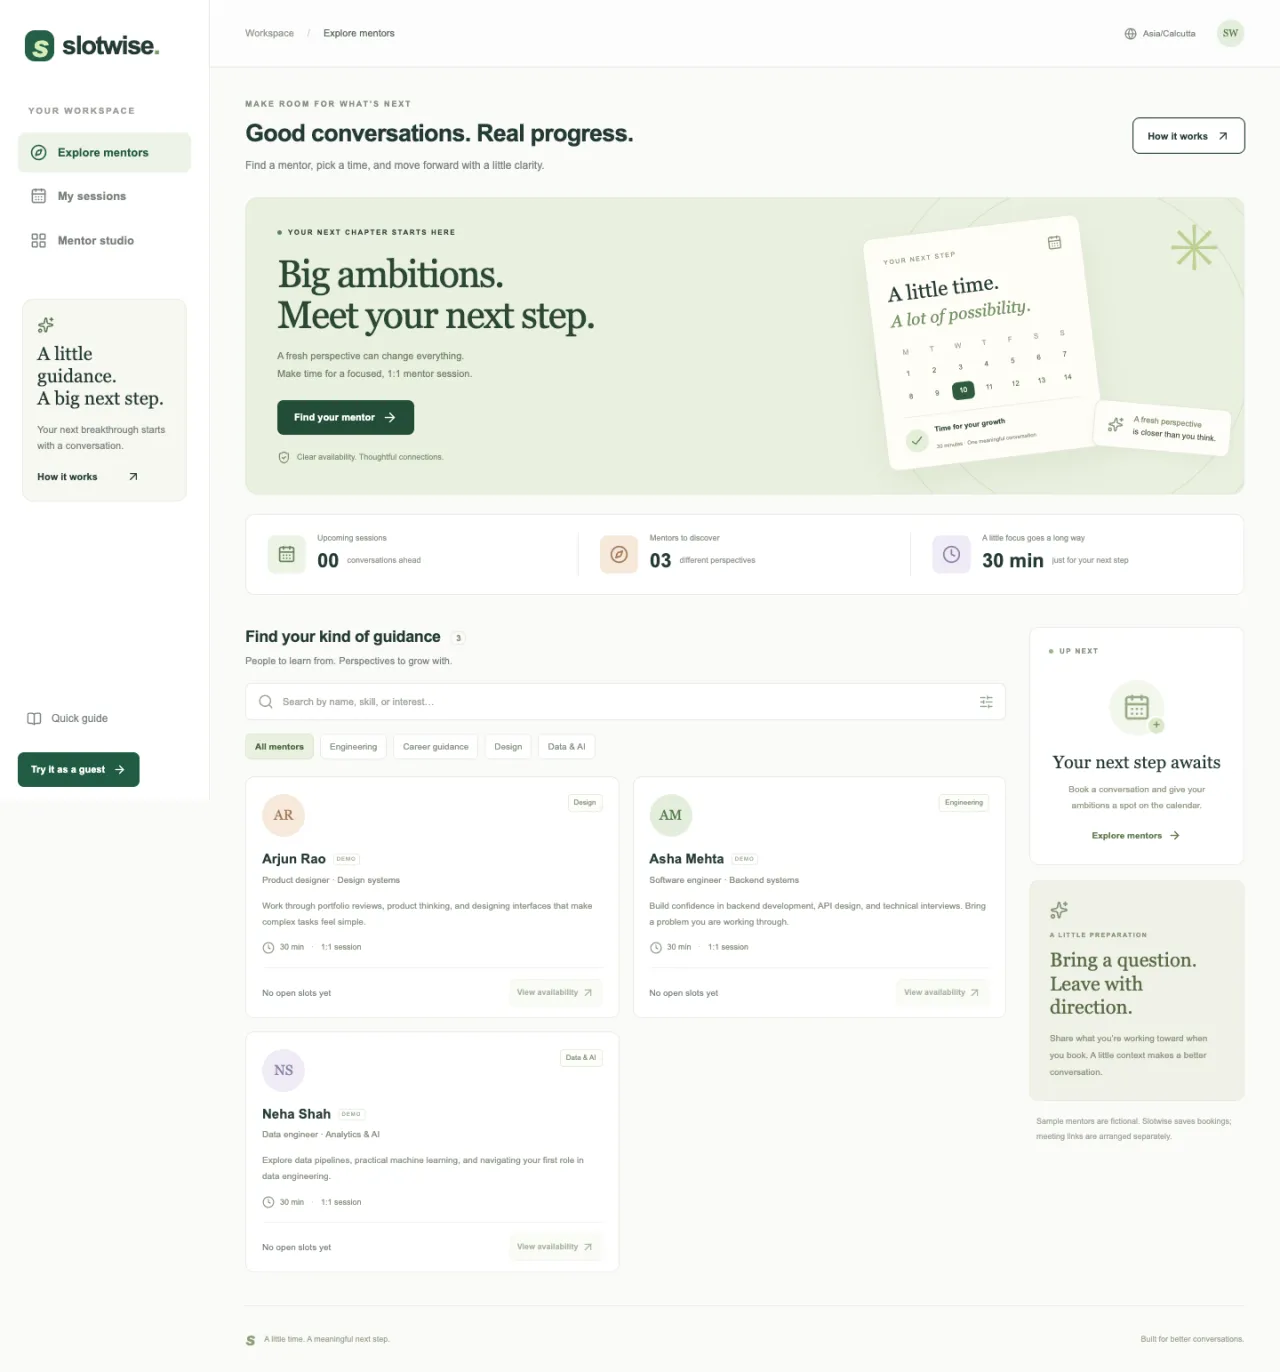 s slotwise.
YOUR WORKSPACE
Explore mentors
My sessions
Mentor studio
A little
guidance.
A big next step.
Your next breakthrough starts
with a conversation.
How it works
Quick guide
Try it as a guest
Workspace / Explore mentors
Asia/Calcutta
SW
MAKE ROOM FOR WHAT'S NEXT
Good conversations. Real progress.
Find a mentor, pick a time, and move forward with a little clarity.
How it works
YOUR NEXT CHAPTER STARTS HERE
Big ambitions.
Meet your next step.
A fresh perspective can change everything.
Make time for a focused, 1:1 mentor session.
Find your mentor
Clear availability. Thoughtful connections.
YOUR NEXT STEP
A little time.
A lot of possibility.
M T W T F S S
1 2 3 4 5 6 7
8 9 10 11 12 13 14
Time for your growth
30 minutes · One meaningful conversation
A fresh perspective
is closer than you think.
Upcoming sessions
00 conversations ahead
Mentors to discover
03 different perspectives
A little focus goes a long way
30 min just for your next step
Find your kind of guidance 3
People to learn from. Perspectives to grow with.
Search by name, skill, or interest...
All mentors
Engineering
Career guidance
Design
Data & AI
AR
Design
Arjun Rao DEMO
Product designer · Design systems
Work through portfolio reviews, product thinking, and designing interfaces that make
complex tasks feel simple.
30 min · 1:1 session
No open slots yet
View availability
AM
Engineering
Asha Mehta DEMO
Software engineer · Backend systems
Build confidence in backend development, API design, and technical interviews. Bring
a problem you are working through.
30 min · 1:1 session
No open slots yet
View availability
NS
Data & AI
Neha Shah DEMO
Data engineer · Analytics & AI
Explore data pipelines, practical machine learning, and navigating your first role in
data engineering.
30 min · 1:1 session
No open slots yet
View availability
UP NEXT
Your next step awaits
Book a conversation and give your
ambitions a spot on the calendar.
Explore mentors
A LITTLE PREPARATION
Bring a question.
Leave with
direction.
Share what you're working toward when
you book. A little context makes a better
conversation.
Sample mentors are fictional. Slotwise saves bookings;
meeting links are arranged separately.
s A little time. A meaningful next step.
Built for better conversations.